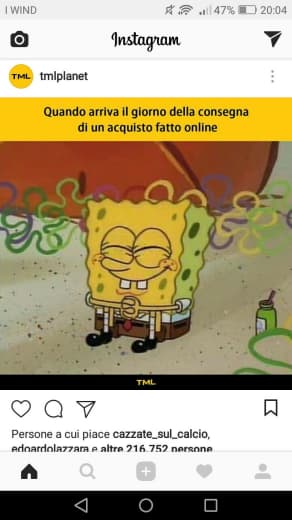 I WIND 47% 20:04
Instagram
TML tmlplanet
Quando arriva il giorno della consegna
di un acquisto fatto online
TML
Persone a cui piace cazzate_sul_calcio,
edoardolazzara e altre 216.752 persone